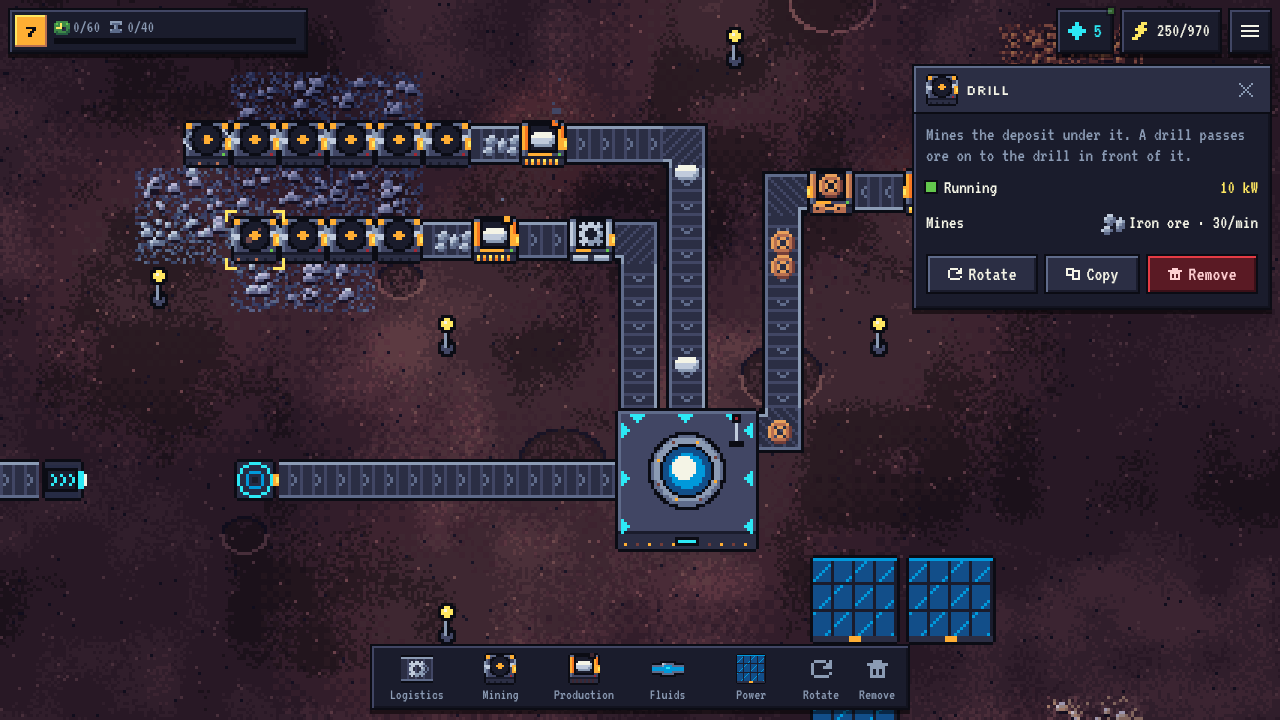 7
0/60
0/40
5
250/970
DRILL
Mines the deposit under it. A drill passes
ore on to the drill in front of it.
Running
10 kW
Mines
Iron ore · 30/min
Rotate
Copy
Remove
Logistics
Mining
Production
Fluids
Power
Rotate
Remove